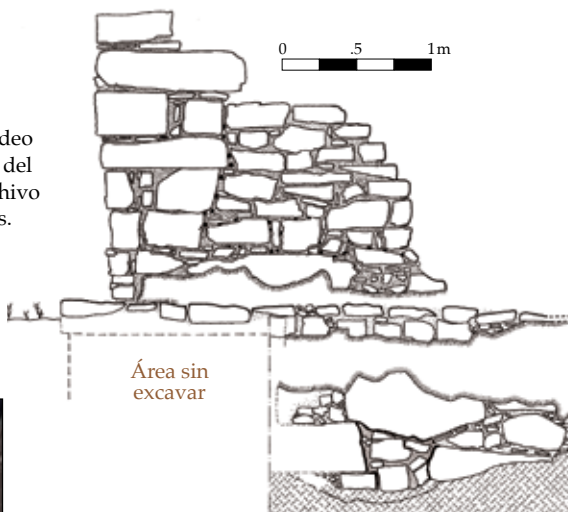 0 .5 1m
deo
del
hivo
s.
Área sin
excavar